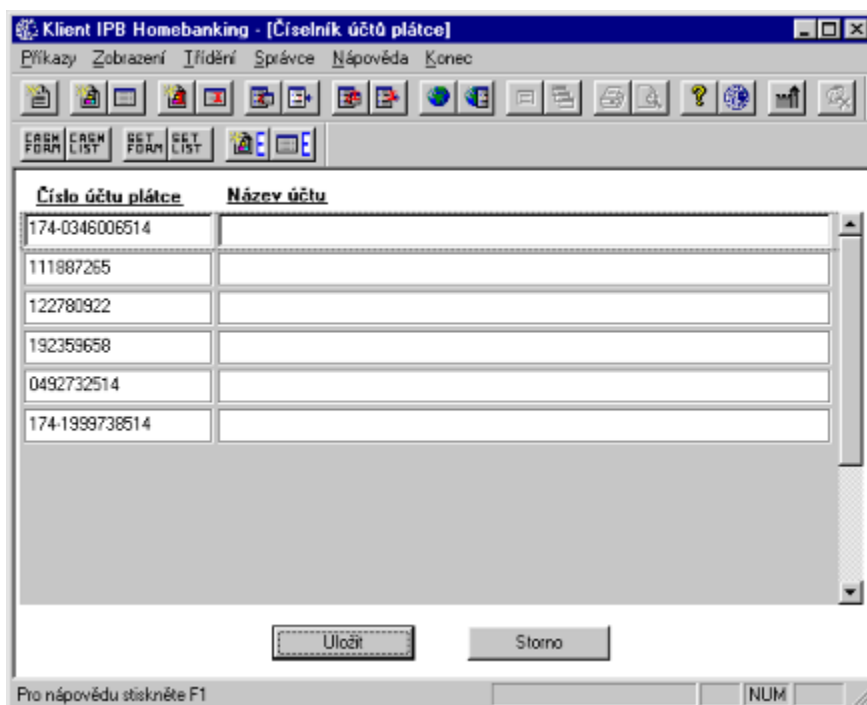 Klient IPB Homebanking - [Číselník účtů plátce]
Příkazy Zobrazení Třídění Správce Nápověda Konec
CASH FORM CASH LIST SET FORM SET LIST
Číslo účtu plátce Název účtu
174-0346006514
111887265
122780922
192359658
0492732514
174-1999738514
Uložit Storno
Pro nápovědu stiskněte F1 NUM